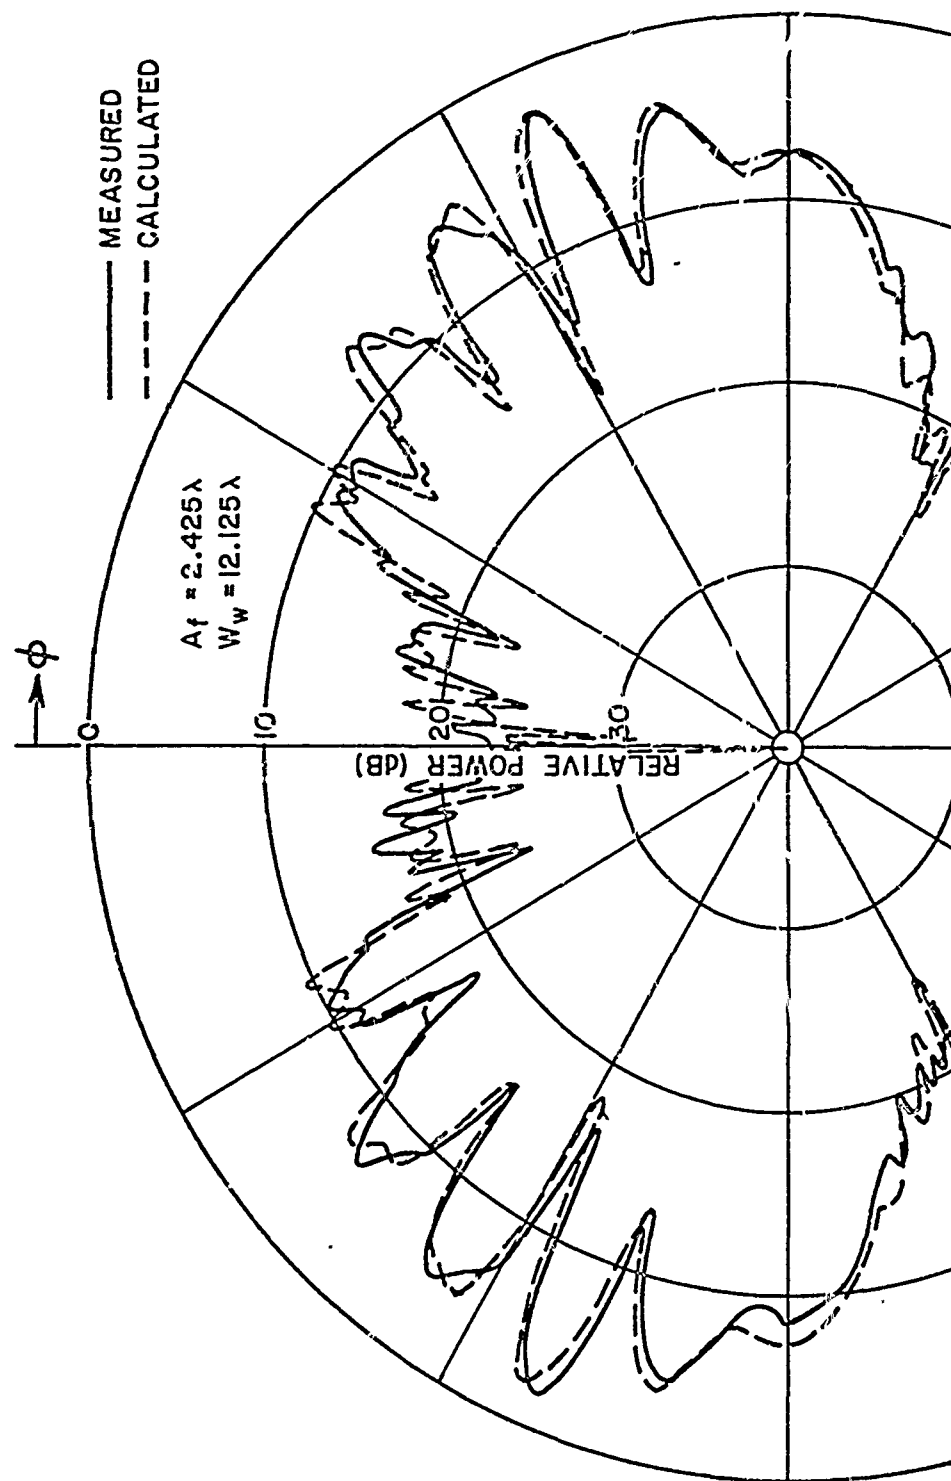 MEASURED
CALCULATED
A_f = 2.425λ
W_w = 12.125λ
ϕ
0
10
20
30
RELATIVE POWER (dB)